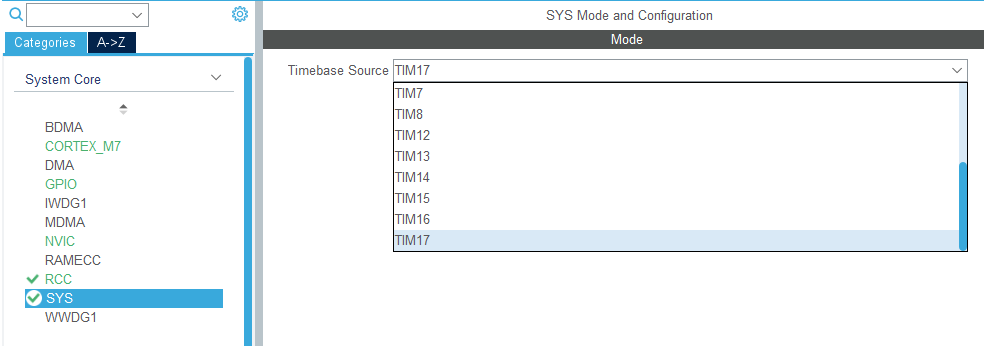 SYS Mode and Configuration
Categories
A->Z
Mode
System Core
Timebase Source
TIM17
TIM7
TIM8
TIM12
TIM13
TIM14
TIM15
TIM16
TIM17
BDMA
CORTEX_M7
DMA
GPIO
IWDG1
MDMA
NVIC
RAMECC
RCC
SYS
WWDG1